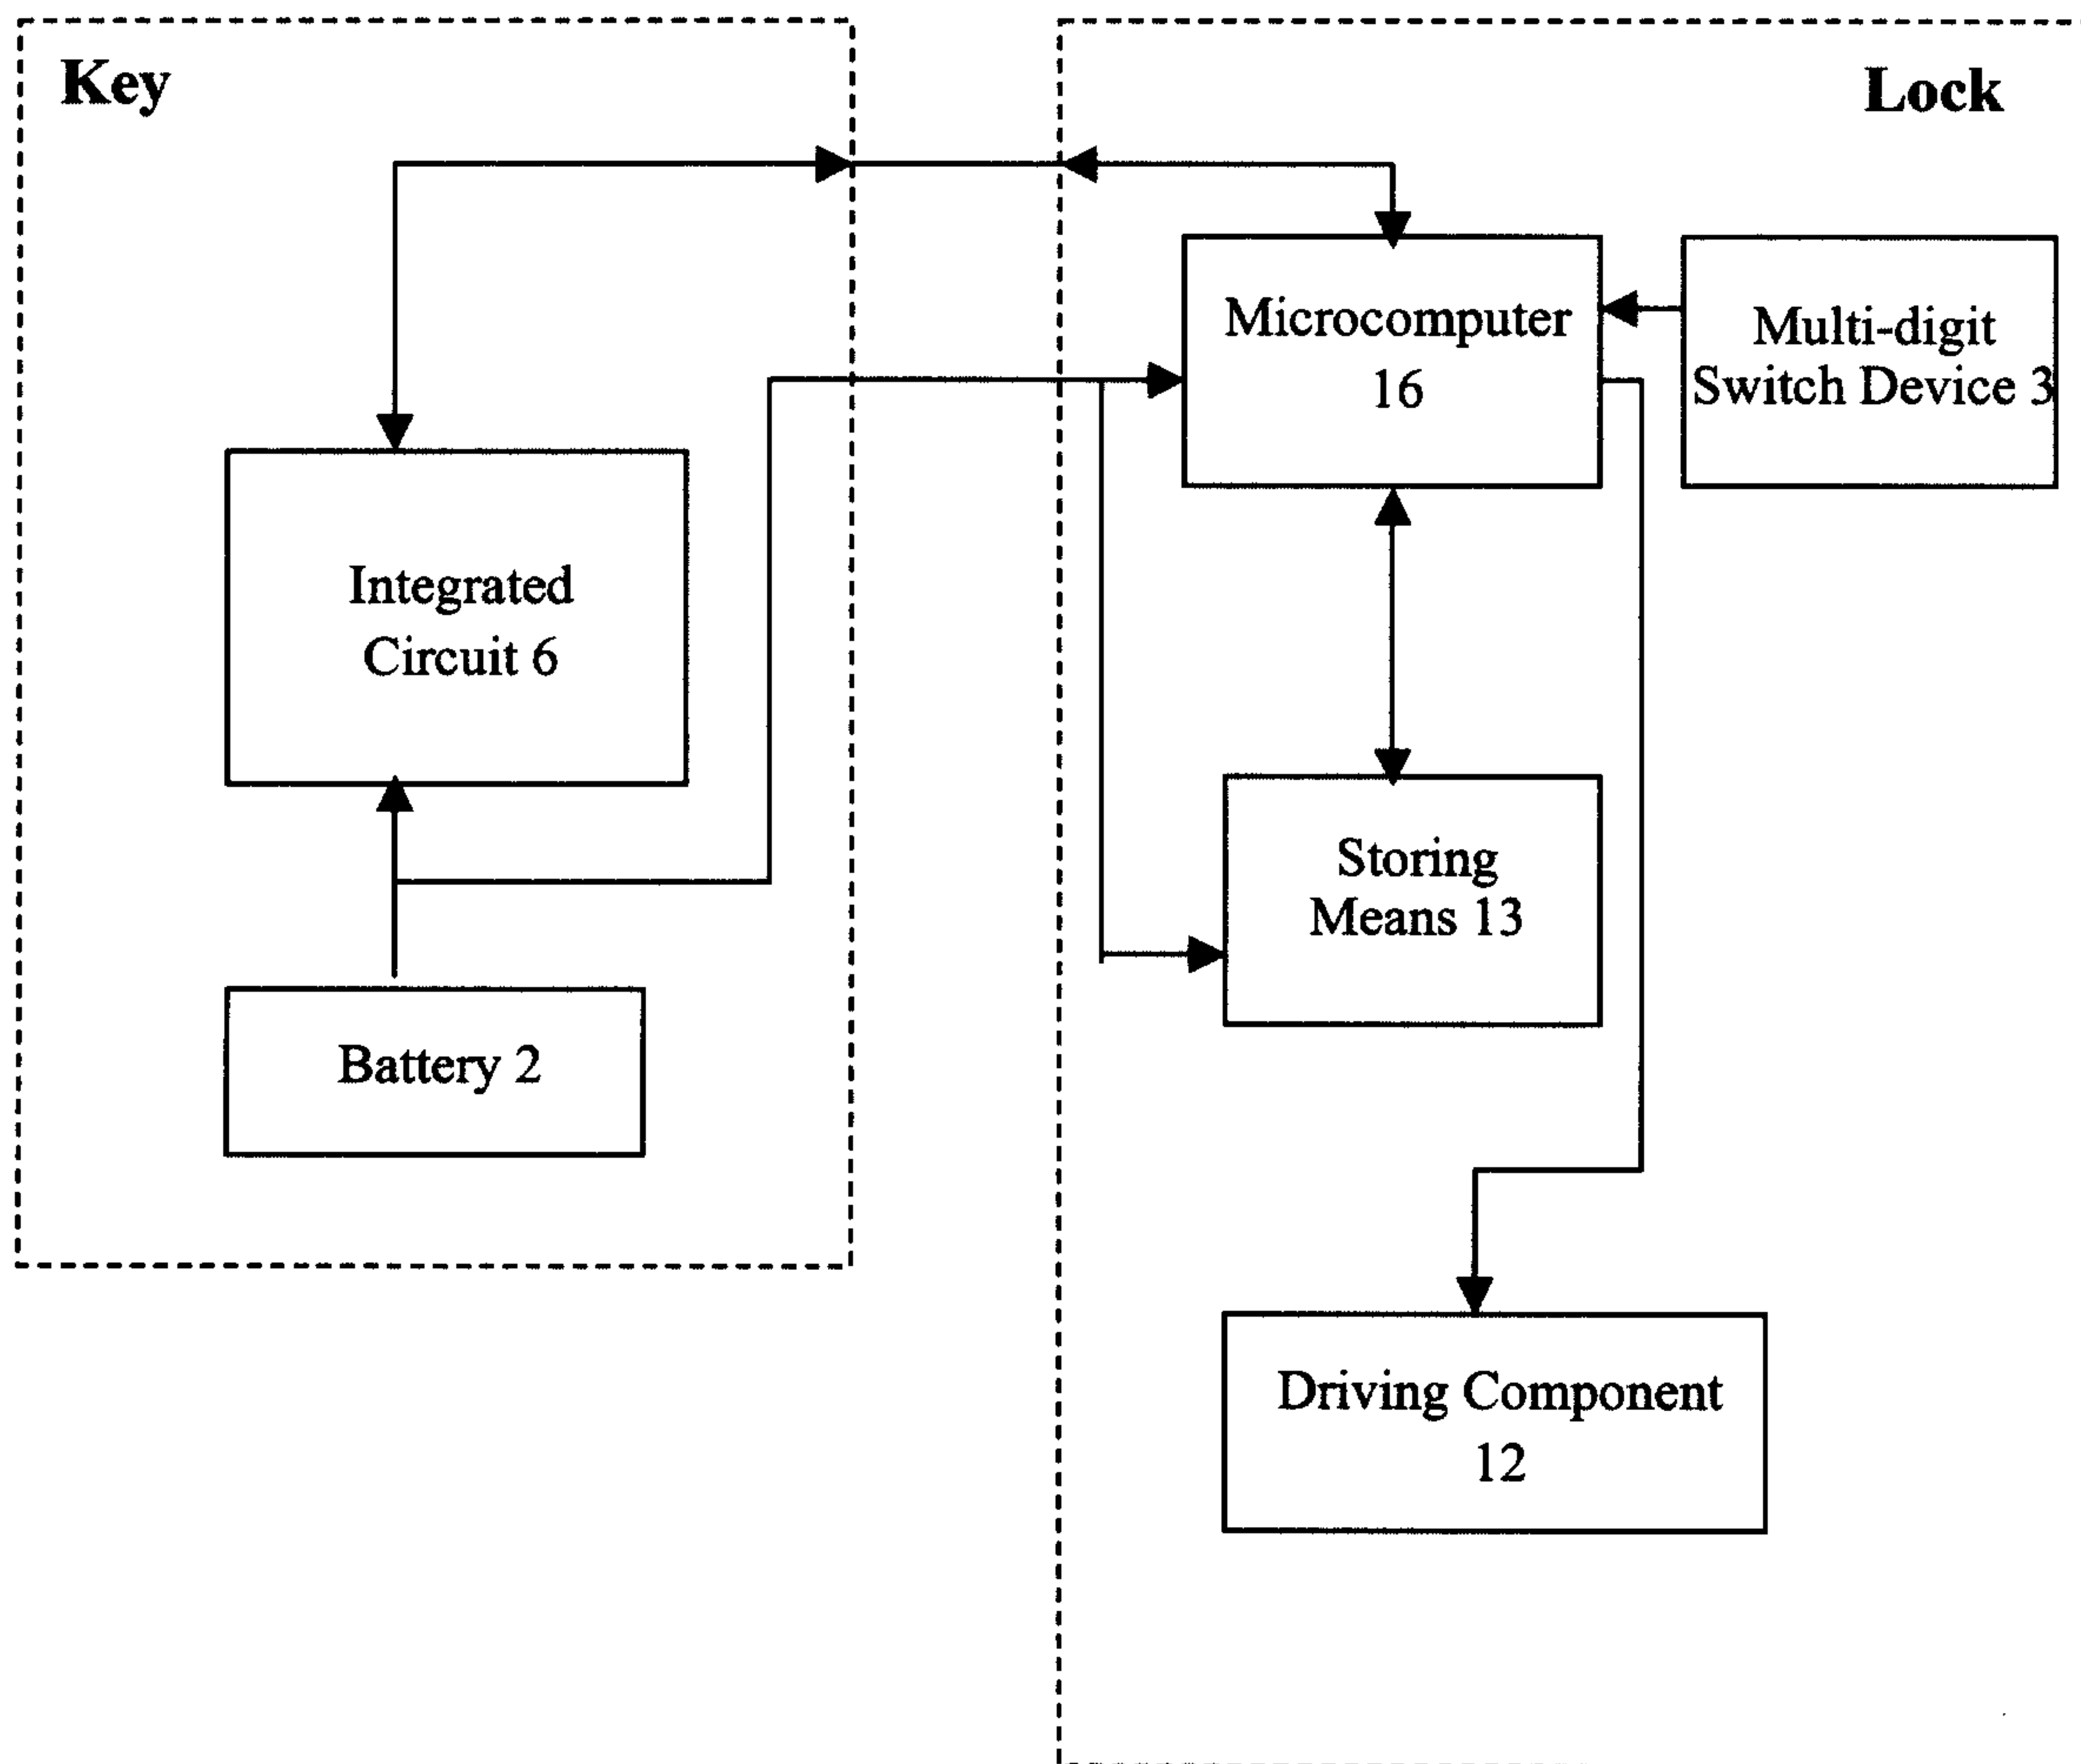 Key
Lock
Microcomputer
16
Multi-digit
Switch Device 3
Integrated
Circuit 6
Storing
Means 13
Battery 2
Driving Component
12